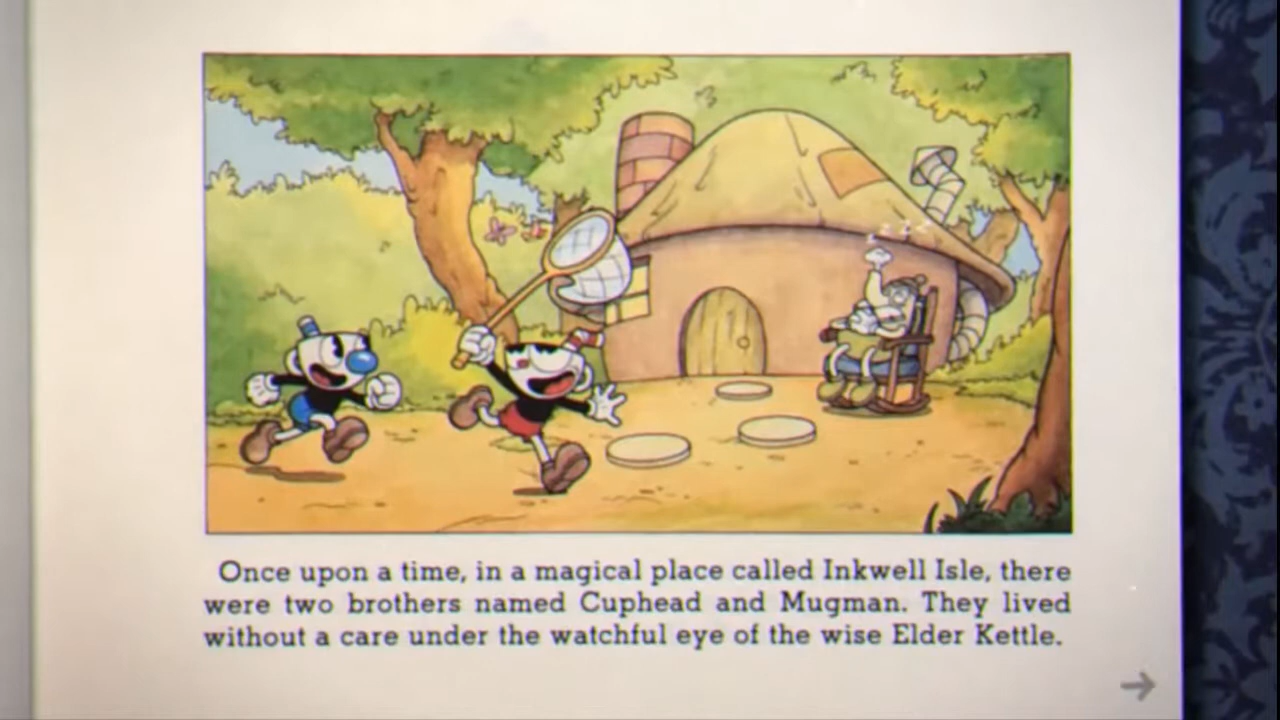 z z z z
Once upon a time, in a magical place called Inkwell Isle, there
were two brothers named Cuphead and Mugman. They lived
without a care under the watchful eye of the wise Elder Kettle.